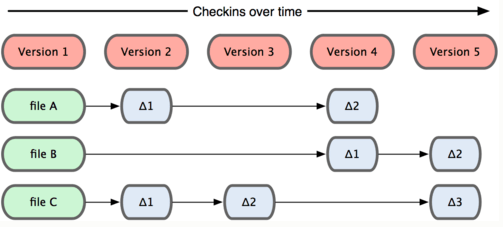 Checkins over time
Version 1 Version 2 Version 3 Version 4 Version 5
file A Δ1 Δ2
file B Δ1 Δ2
file C Δ1 Δ2 Δ3